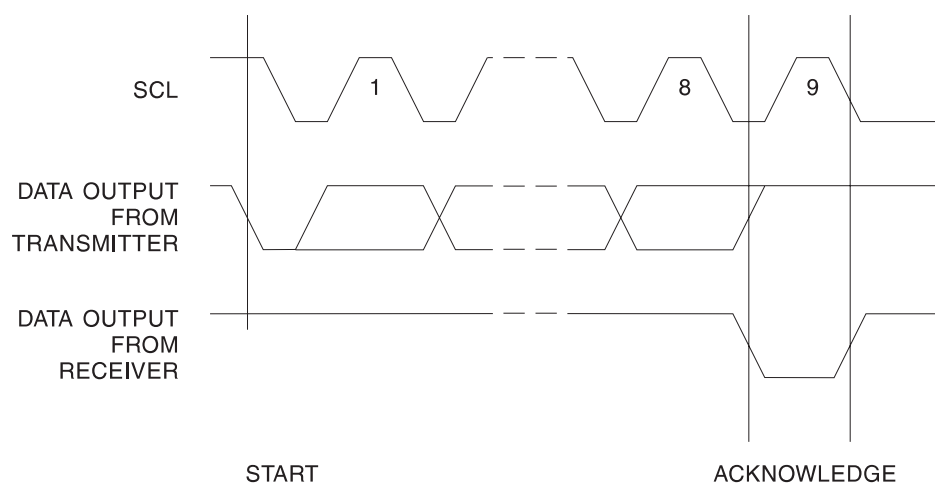 SCL
1
8
9
DATA OUTPUT
FROM
TRANSMITTER
DATA OUTPUT
FROM
RECEIVER
START
ACKNOWLEDGE